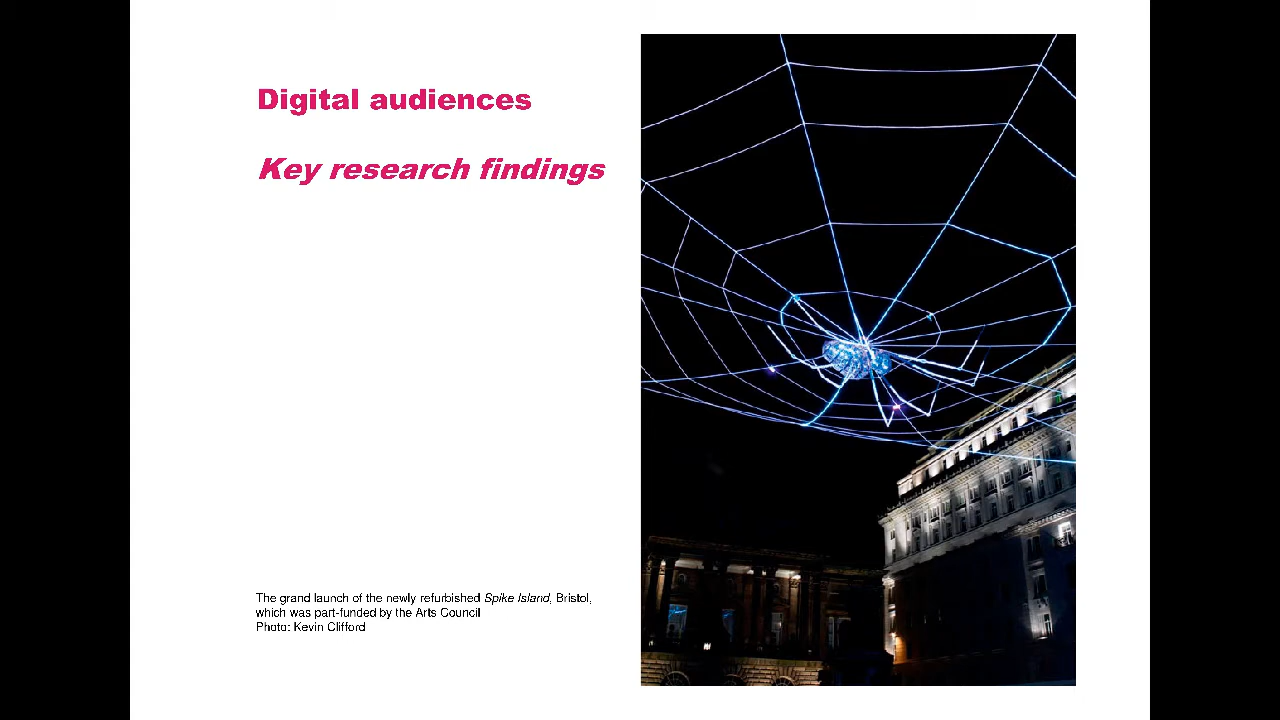 Digital audiences
Key research findings
The grand launch of the newly refurbished Spike Island, Bristol,
which was part-funded by the Arts Council
Photo: Kevin Clifford